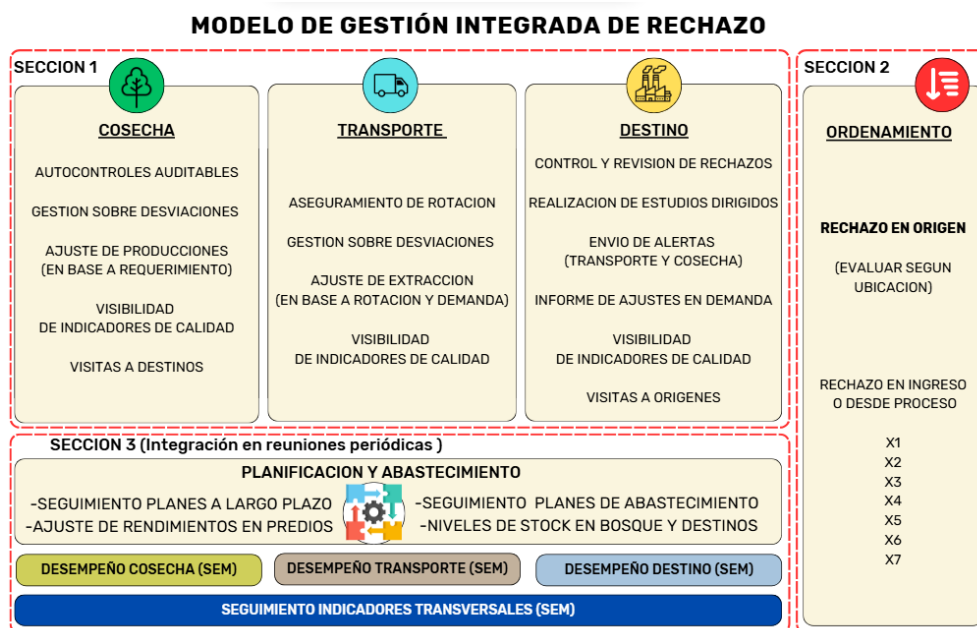 MODELO DE GESTIÓN INTEGRADA DE RECHAZO
SECCION 1
COSECHA
AUTOCONTROLES AUDITABLES
GESTION SOBRE DESVIACIONES
AJUSTE DE PRODUCCIONES
(EN BASE A REQUERIMIENTO)
VISIBILIDAD
DE INDICADORES DE CALIDAD
VISITAS A DESTINOS
TRANSPORTE
ASEGURAMIENTO DE ROTACION
GESTION SOBRE DESVIACIONES
AJUSTE DE EXTRACCION
(EN BASE A ROTACION Y DEMANDA)
VISIBILIDAD
DE INDICADORES DE CALIDAD
DESTINO
CONTROL Y REVISION DE RECHAZOS
REALIZACION DE ESTUDIOS DIRIGIDOS
ENVIO DE ALERTAS
(TRANSPORTE Y COSECHA)
INFORME DE AJUSTES EN DEMANDA
VISIBILIDAD
DE INDICADORES DE CALIDAD
VISITAS A ORIGENES
SECCION 2
ORDENAMIENTO
RECHAZO EN ORIGEN
(EVALUAR SEGUN
UBICACION)
RECHAZO EN INGRESO
O DESDE PROCESO
X1
X2
X3
X4
X5
X6
X7
SECCION 3 (Integración en reuniones periódicas )
PLANIFICACION Y ABASTECIMIENTO
-SEGUIMIENTO PLANES A LARGO PLAZO
-AJUSTE DE RENDIMIENTOS EN PREDIOS
-SEGUIMIENTO PLANES DE ABASTECIMIENTO
-NIVELES DE STOCK EN BOSQUE Y DESTINOS
DESEMPEÑO COSECHA (SEM)
DESEMPEÑO TRANSPORTE (SEM)
DESEMPEÑO DESTINO (SEM)
SEGUIMIENTO INDICADORES TRANSVERSALES (SEM)